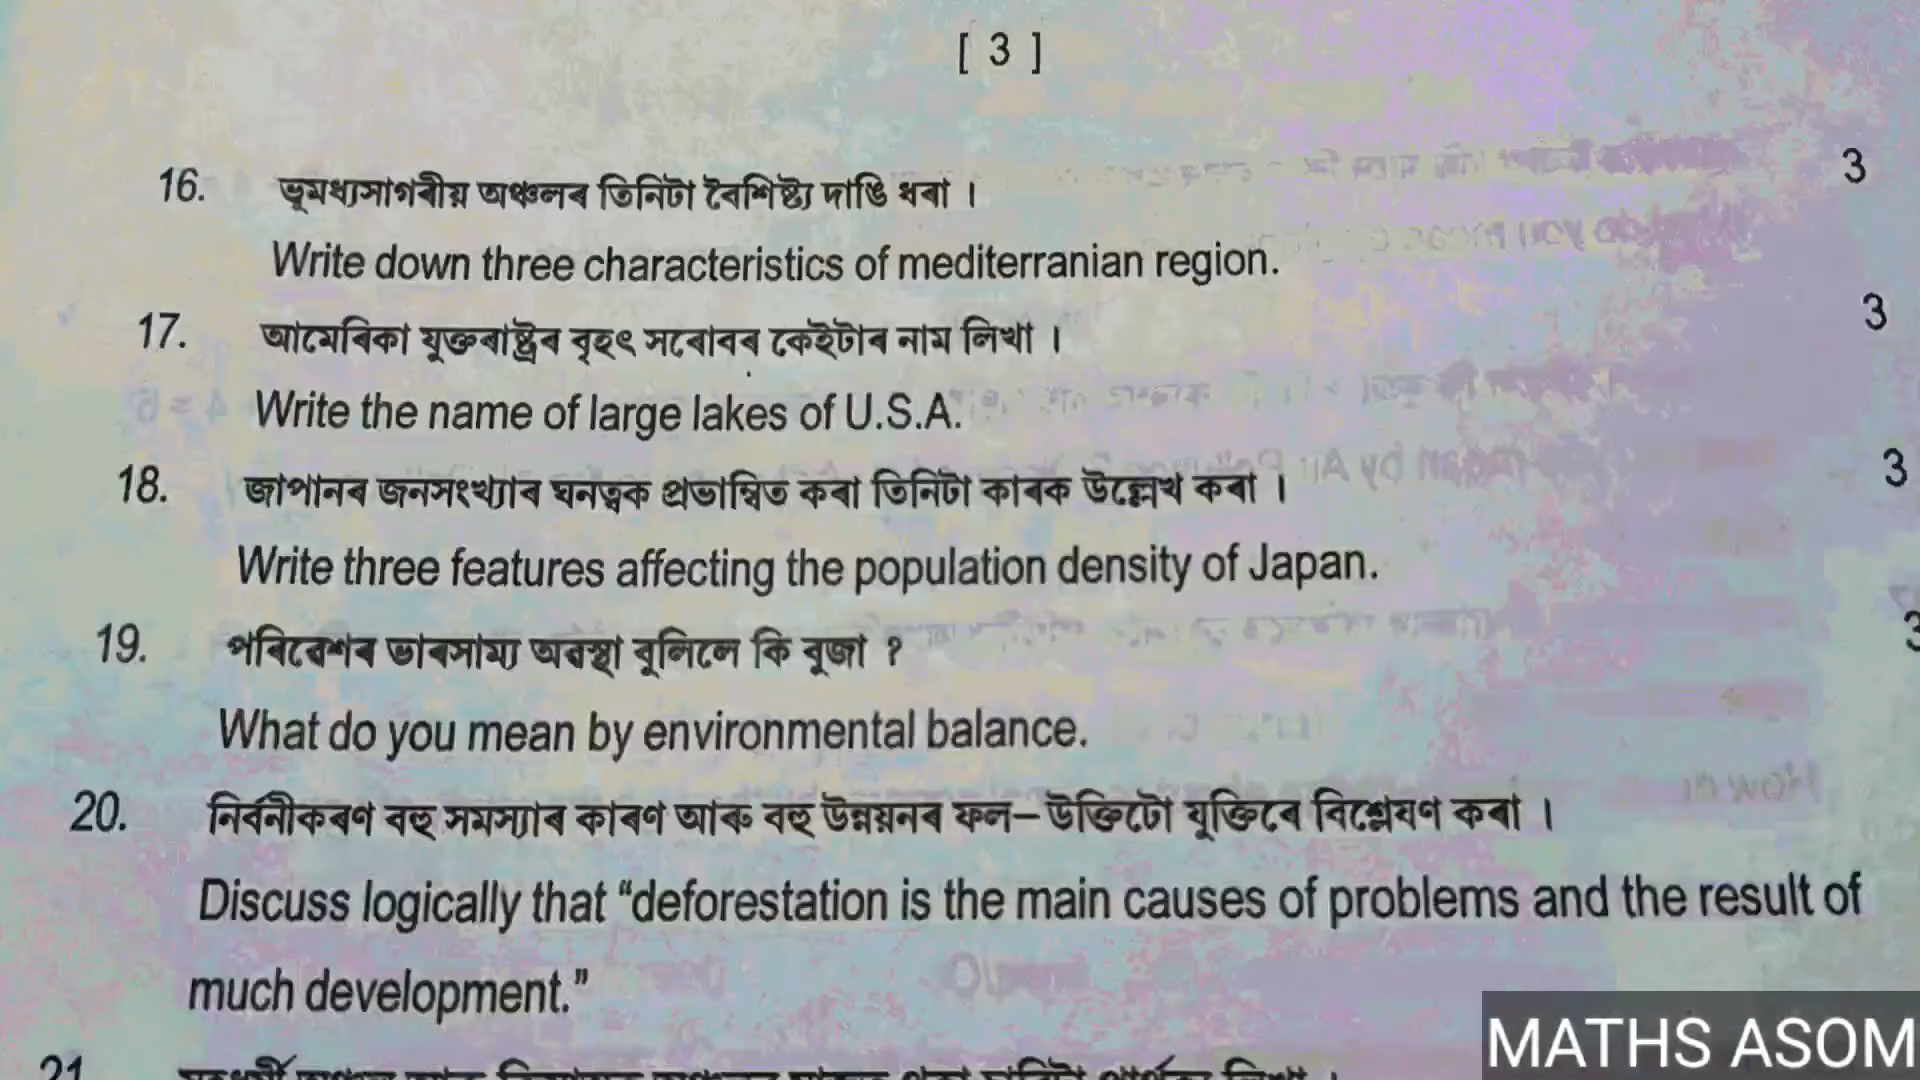 [ 3 ]
16. ভূমধ্যসাগৰীয় অঞ্চলৰ তিনিটা বৈশিষ্ট্য দাঙি ধৰা । 3
Write down three characteristics of mediterranian region.
17. আমেৰিকা যুক্তৰাষ্ট্ৰৰ বৃহৎ সৰোবৰ কেইটাৰ নাম লিখা । 3
Write the name of large lakes of U.S.A.
18. জাপানৰ জনসংখ্যাৰ ঘনত্বক প্ৰভাম্বিত কৰা তিনিটা কাৰক উল্লেখ কৰা । 3
Write three features affecting the population density of Japan.
19. পৰিবেশৰ ভাৰসাম্য অৱস্থা বুলিলে কি বুজা ? 3
What do you mean by environmental balance.
20. নিৰ্বনীকৰণ বহু সমস্যাৰ কাৰণ আৰু বহু উন্নয়নৰ ফল– উক্তিটো যুক্তিৰে বিশ্লেষণ কৰা ।
Discuss logically that “deforestation is the main causes of problems and the result of
much development.”
21
MATHS ASOM